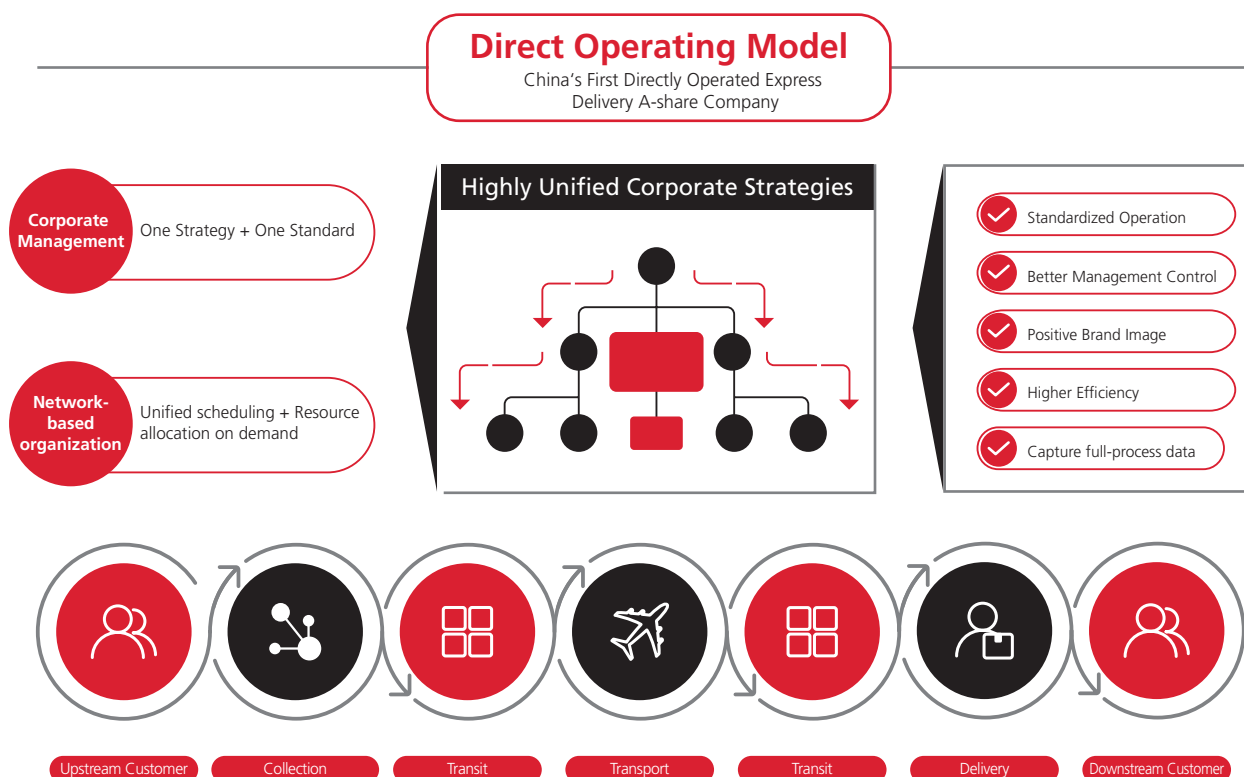 Direct Operating Model
China's First Directly Operated Express
Delivery A-share Company
Corporate
Management
One Strategy + One Standard
Network-
based
organization
Unified scheduling + Resource
allocation on demand
Highly Unified Corporate Strategies
Standardized Operation
Better Management Control
Positive Brand Image
Higher Efficiency
Capture full-process data
Upstream Customer
Collection
Transit
Transport
Transit
Delivery
Downstream Customer